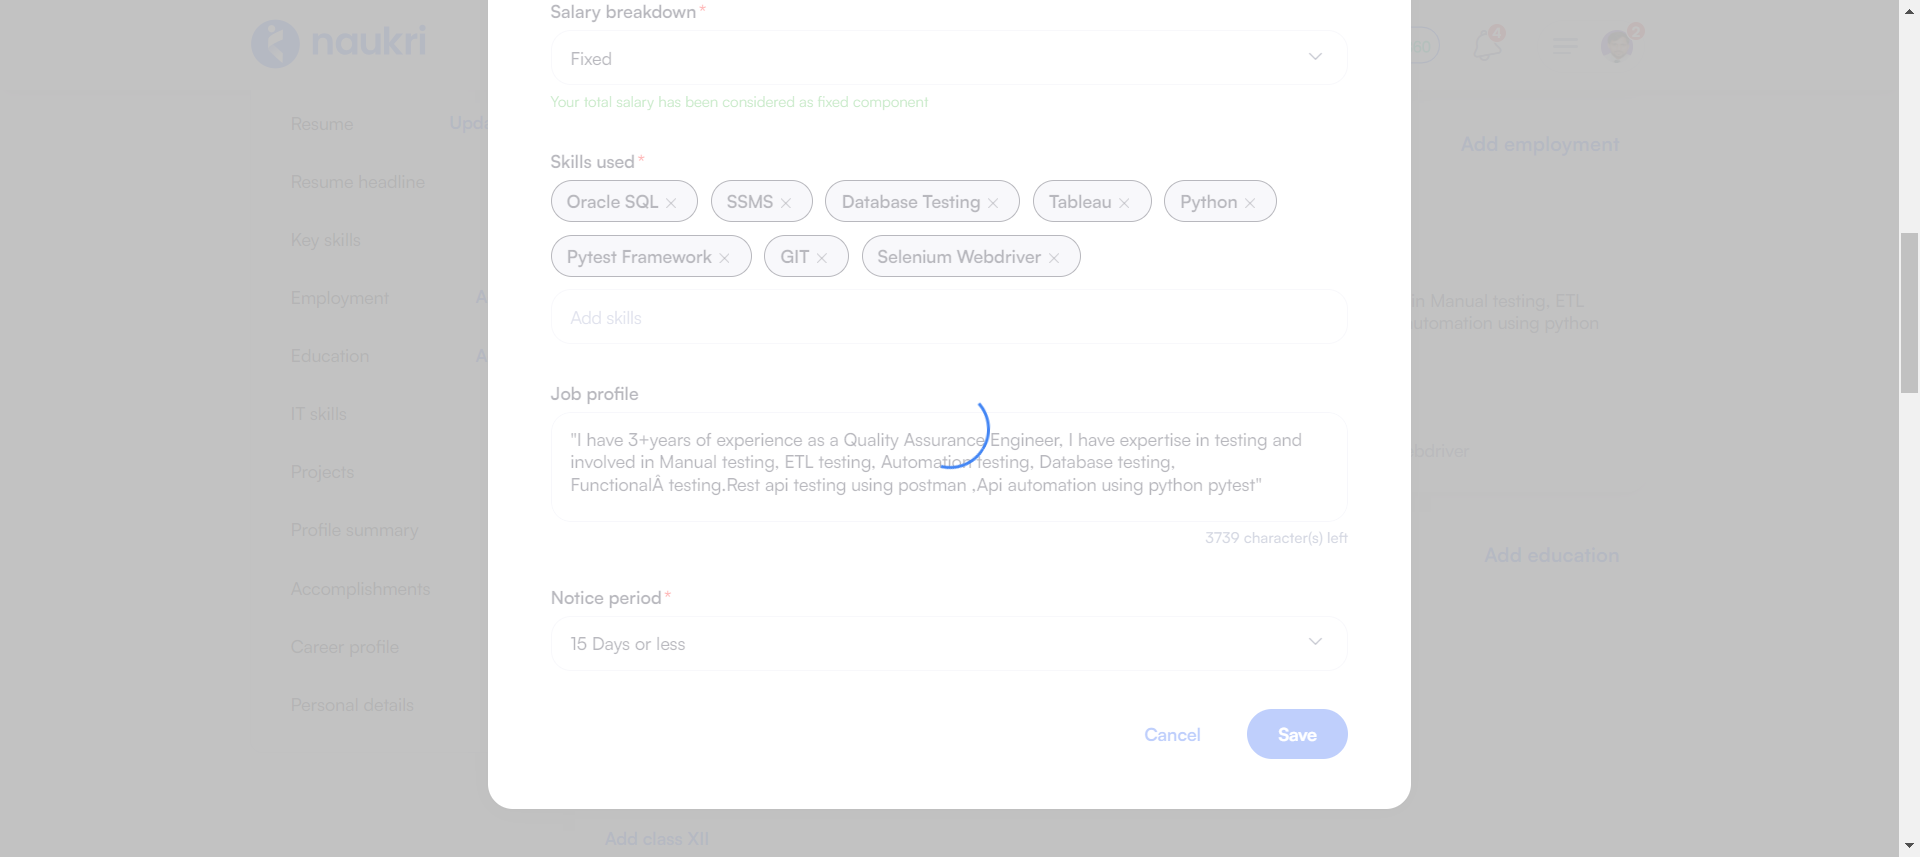 Salary breakdown*
naukri
60
4
2
Fixed
Your total salary has been considered as fixed component
Resume
Upda
Add employment
Skills used*
Resume headline
Oracle SQL ×
SSMS ×
Database Testing ×
Tableau ×
Python ×
Key skills
Pytest Framework ×
GIT ×
Selenium Webdriver ×
Employment
A
in Manual testing, ETL
Add skills
utomation using python
Education
A
Job profile
IT skills
"I have 3+years of experience as a Quality Assurance Engineer, I have expertise in testing and
involved in Manual testing, ETL testing, Automation testing, Database testing,
FunctionalÂ testing.Rest api testing using postman ,Api automation using python pytest"
bdriver
Projects
Profile summary
3739 character(s) left
Add education
Accomplishments
Notice period*
Career profile
15 Days or less
Personal details
Cancel
Save
Add class XII